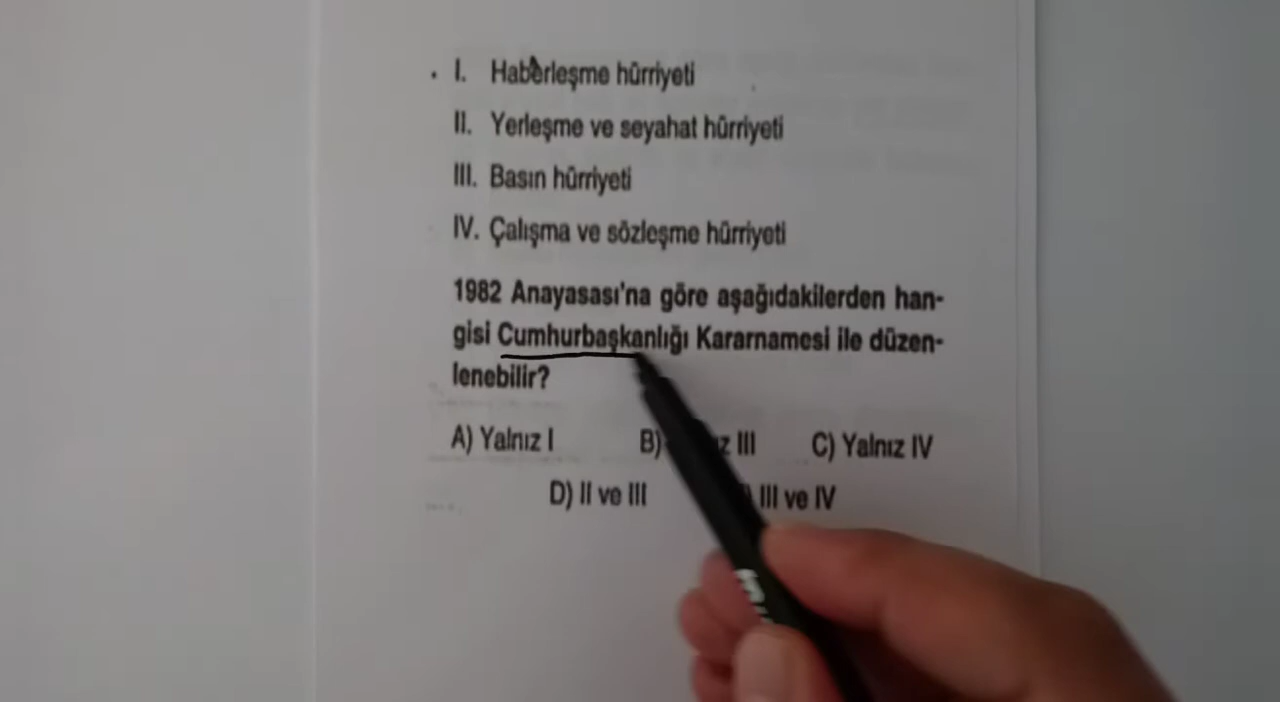 I. Haberleşme hürriyeti
II. Yerleşme ve seyahat hürriyeti
III. Basın hürriyeti
IV. Çalışma ve sözleşme hürriyeti
1982 Anayasası'na göre aşağıdakilerden han-
gisi Cumhurbaşkanlığı Kararnamesi ile düzen-
lenebilir?
A) Yalnız I B) z III C) Yalnız IV
D) II ve III ) III ve IV